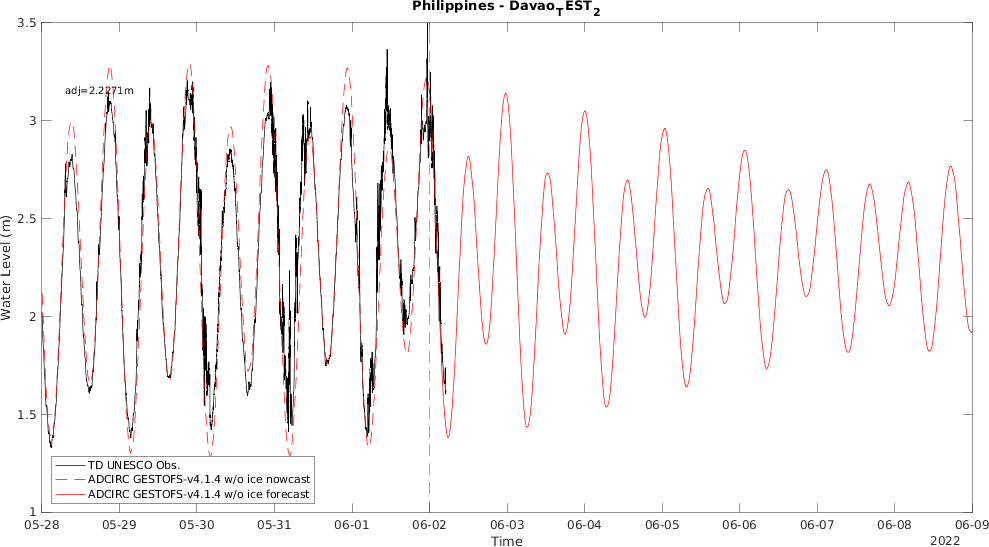 Philippines - Davao_TEST_2
adj=2.2271m
Water Level (m)
3.5
3
2.5
2
1.5
1
TD UNESCO Obs.
ADCIRC GESTOFS-v4.1.4 w/o ice nowcast
ADCIRC GESTOFS-v4.1.4 w/o ice forecast
05-28 05-29 05-30 05-31 06-01 06-02 06-03 06-04 06-05 06-06 06-07 06-08 06-09
Time
2022